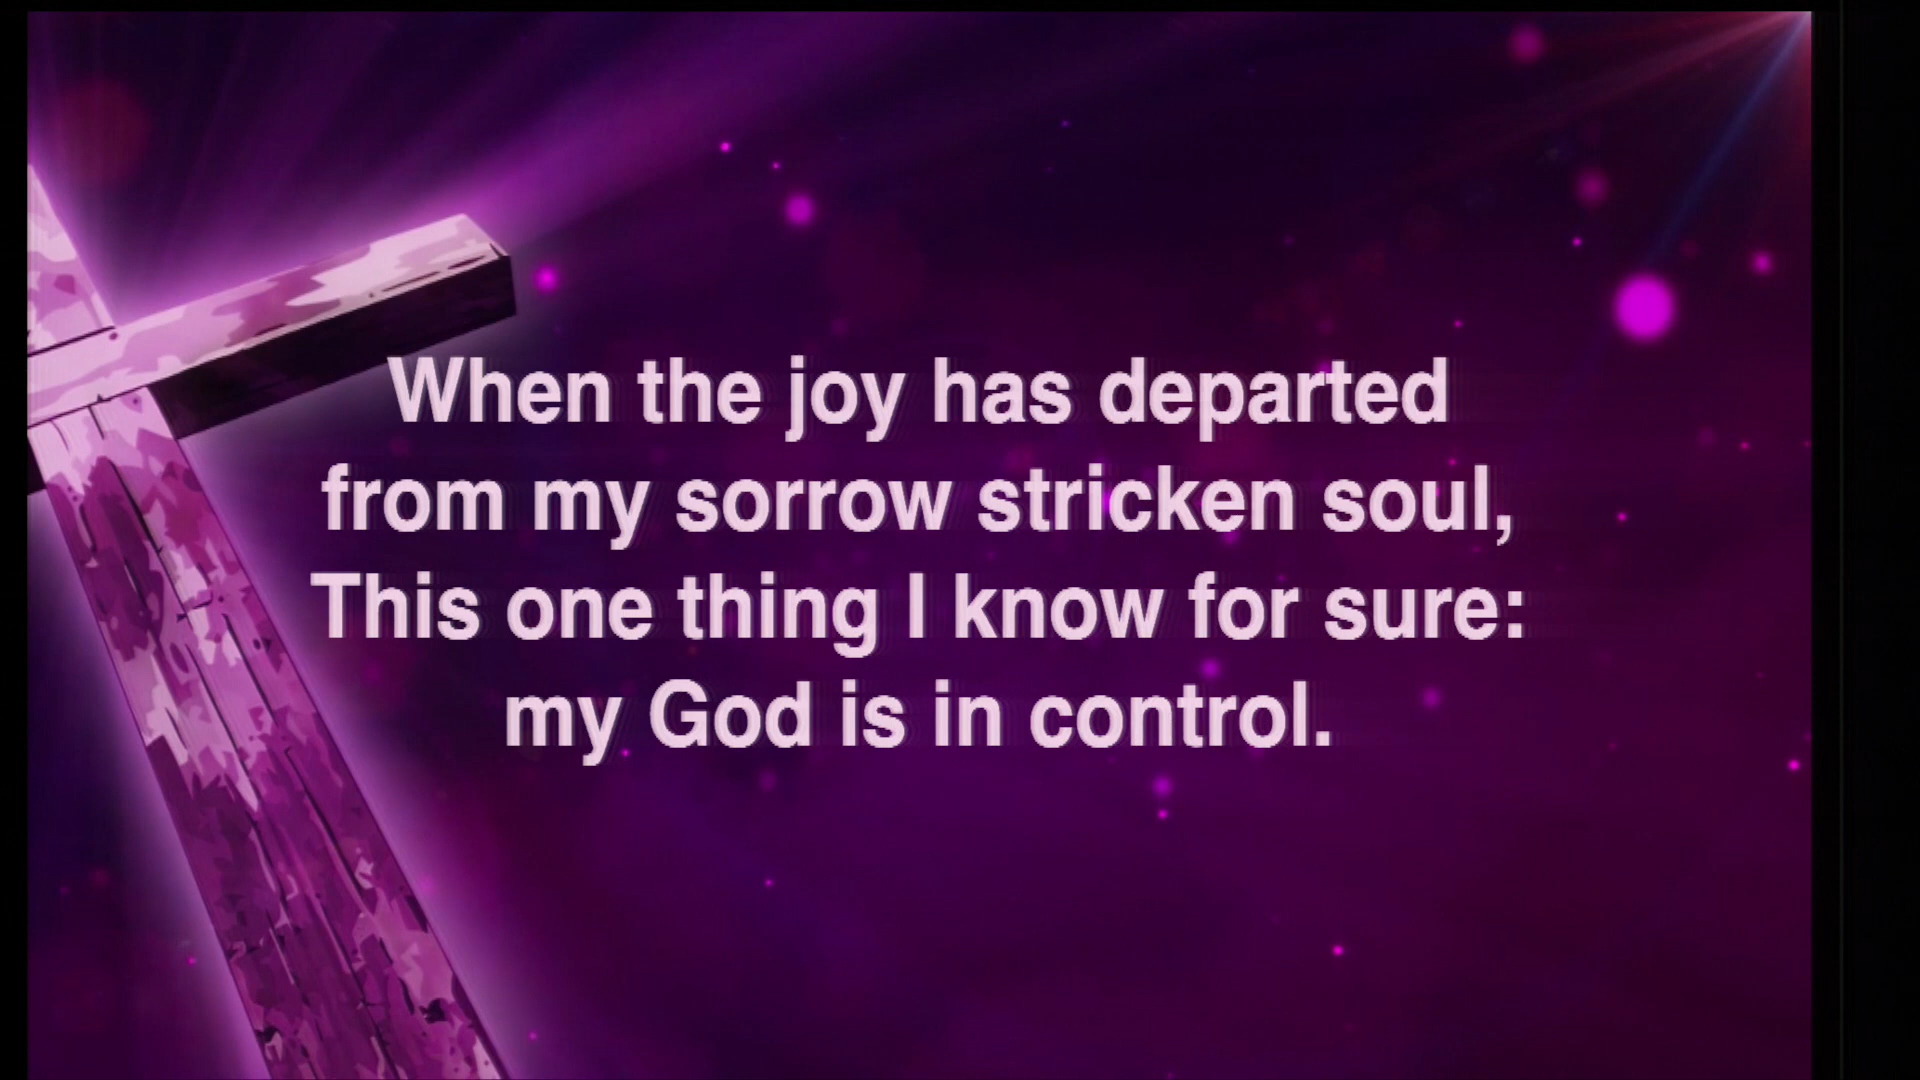 When the joy has departed
from my sorrow stricken soul,
This one thing I know for sure:
my God is in control.